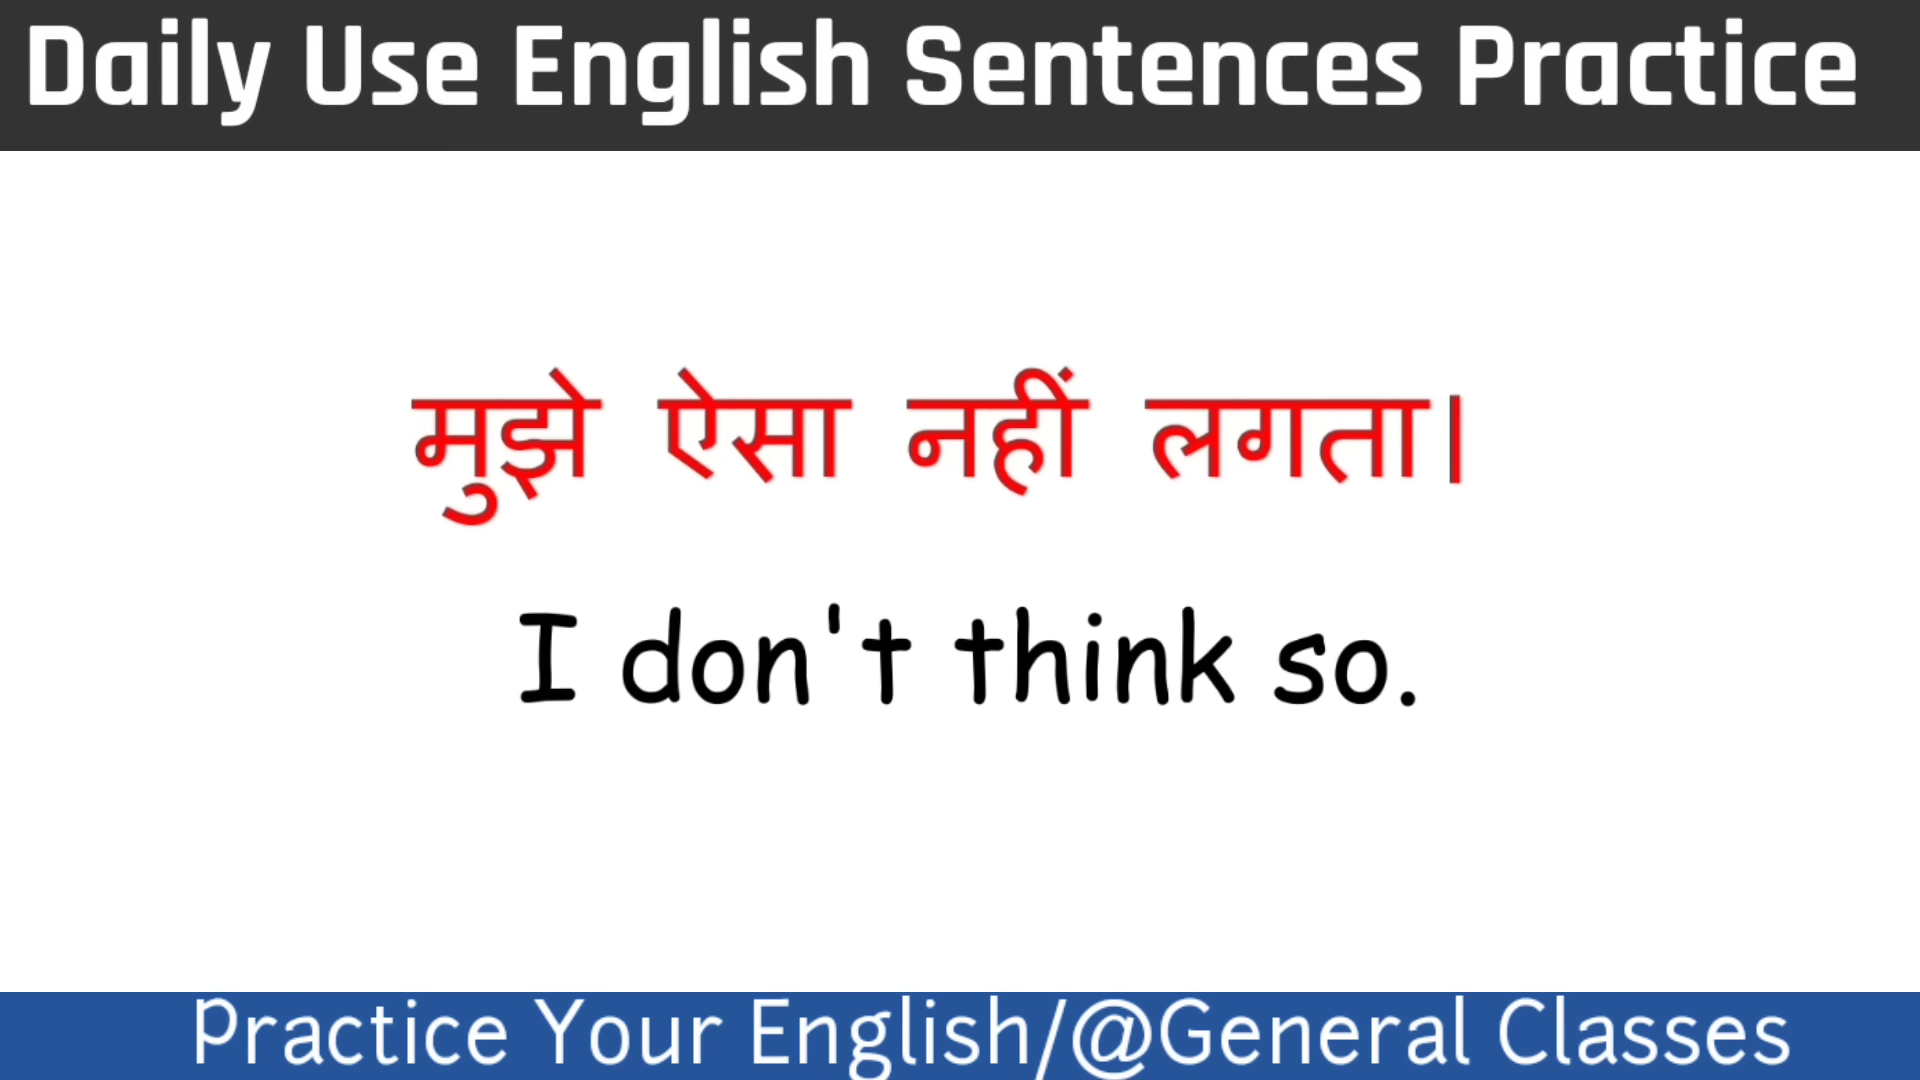 Daily Use English Sentences Practice
मुझे ऐसा नहीं लगता।
I don't think so.
Practice Your English/@General Classes